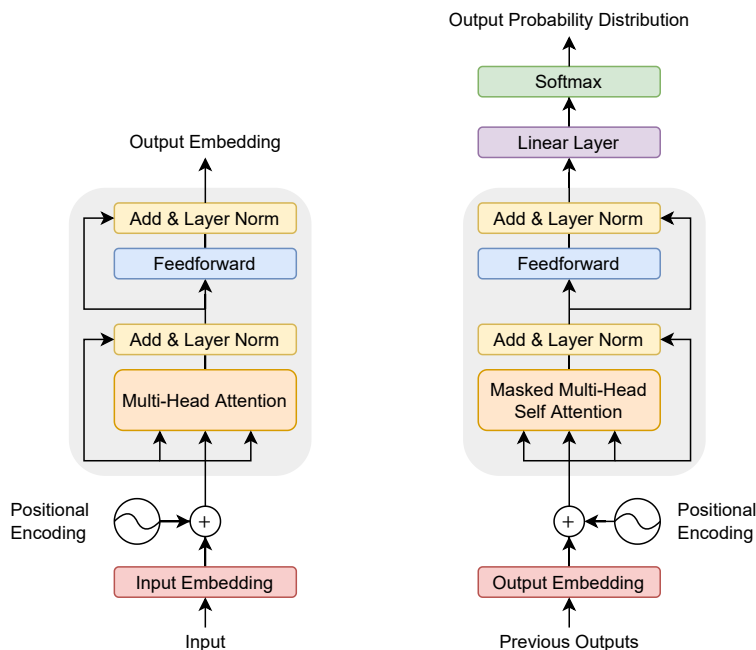 Output Embedding
Add & Layer Norm
Feedforward
Add & Layer Norm
Multi-Head Attention
Positional
Encoding
+
Input Embedding
Input
Output Probability Distribution
Softmax
Linear Layer
Add & Layer Norm
Feedforward
Add & Layer Norm
Masked Multi-Head
Self Attention
+
Positional
Encoding
Output Embedding
Previous Outputs